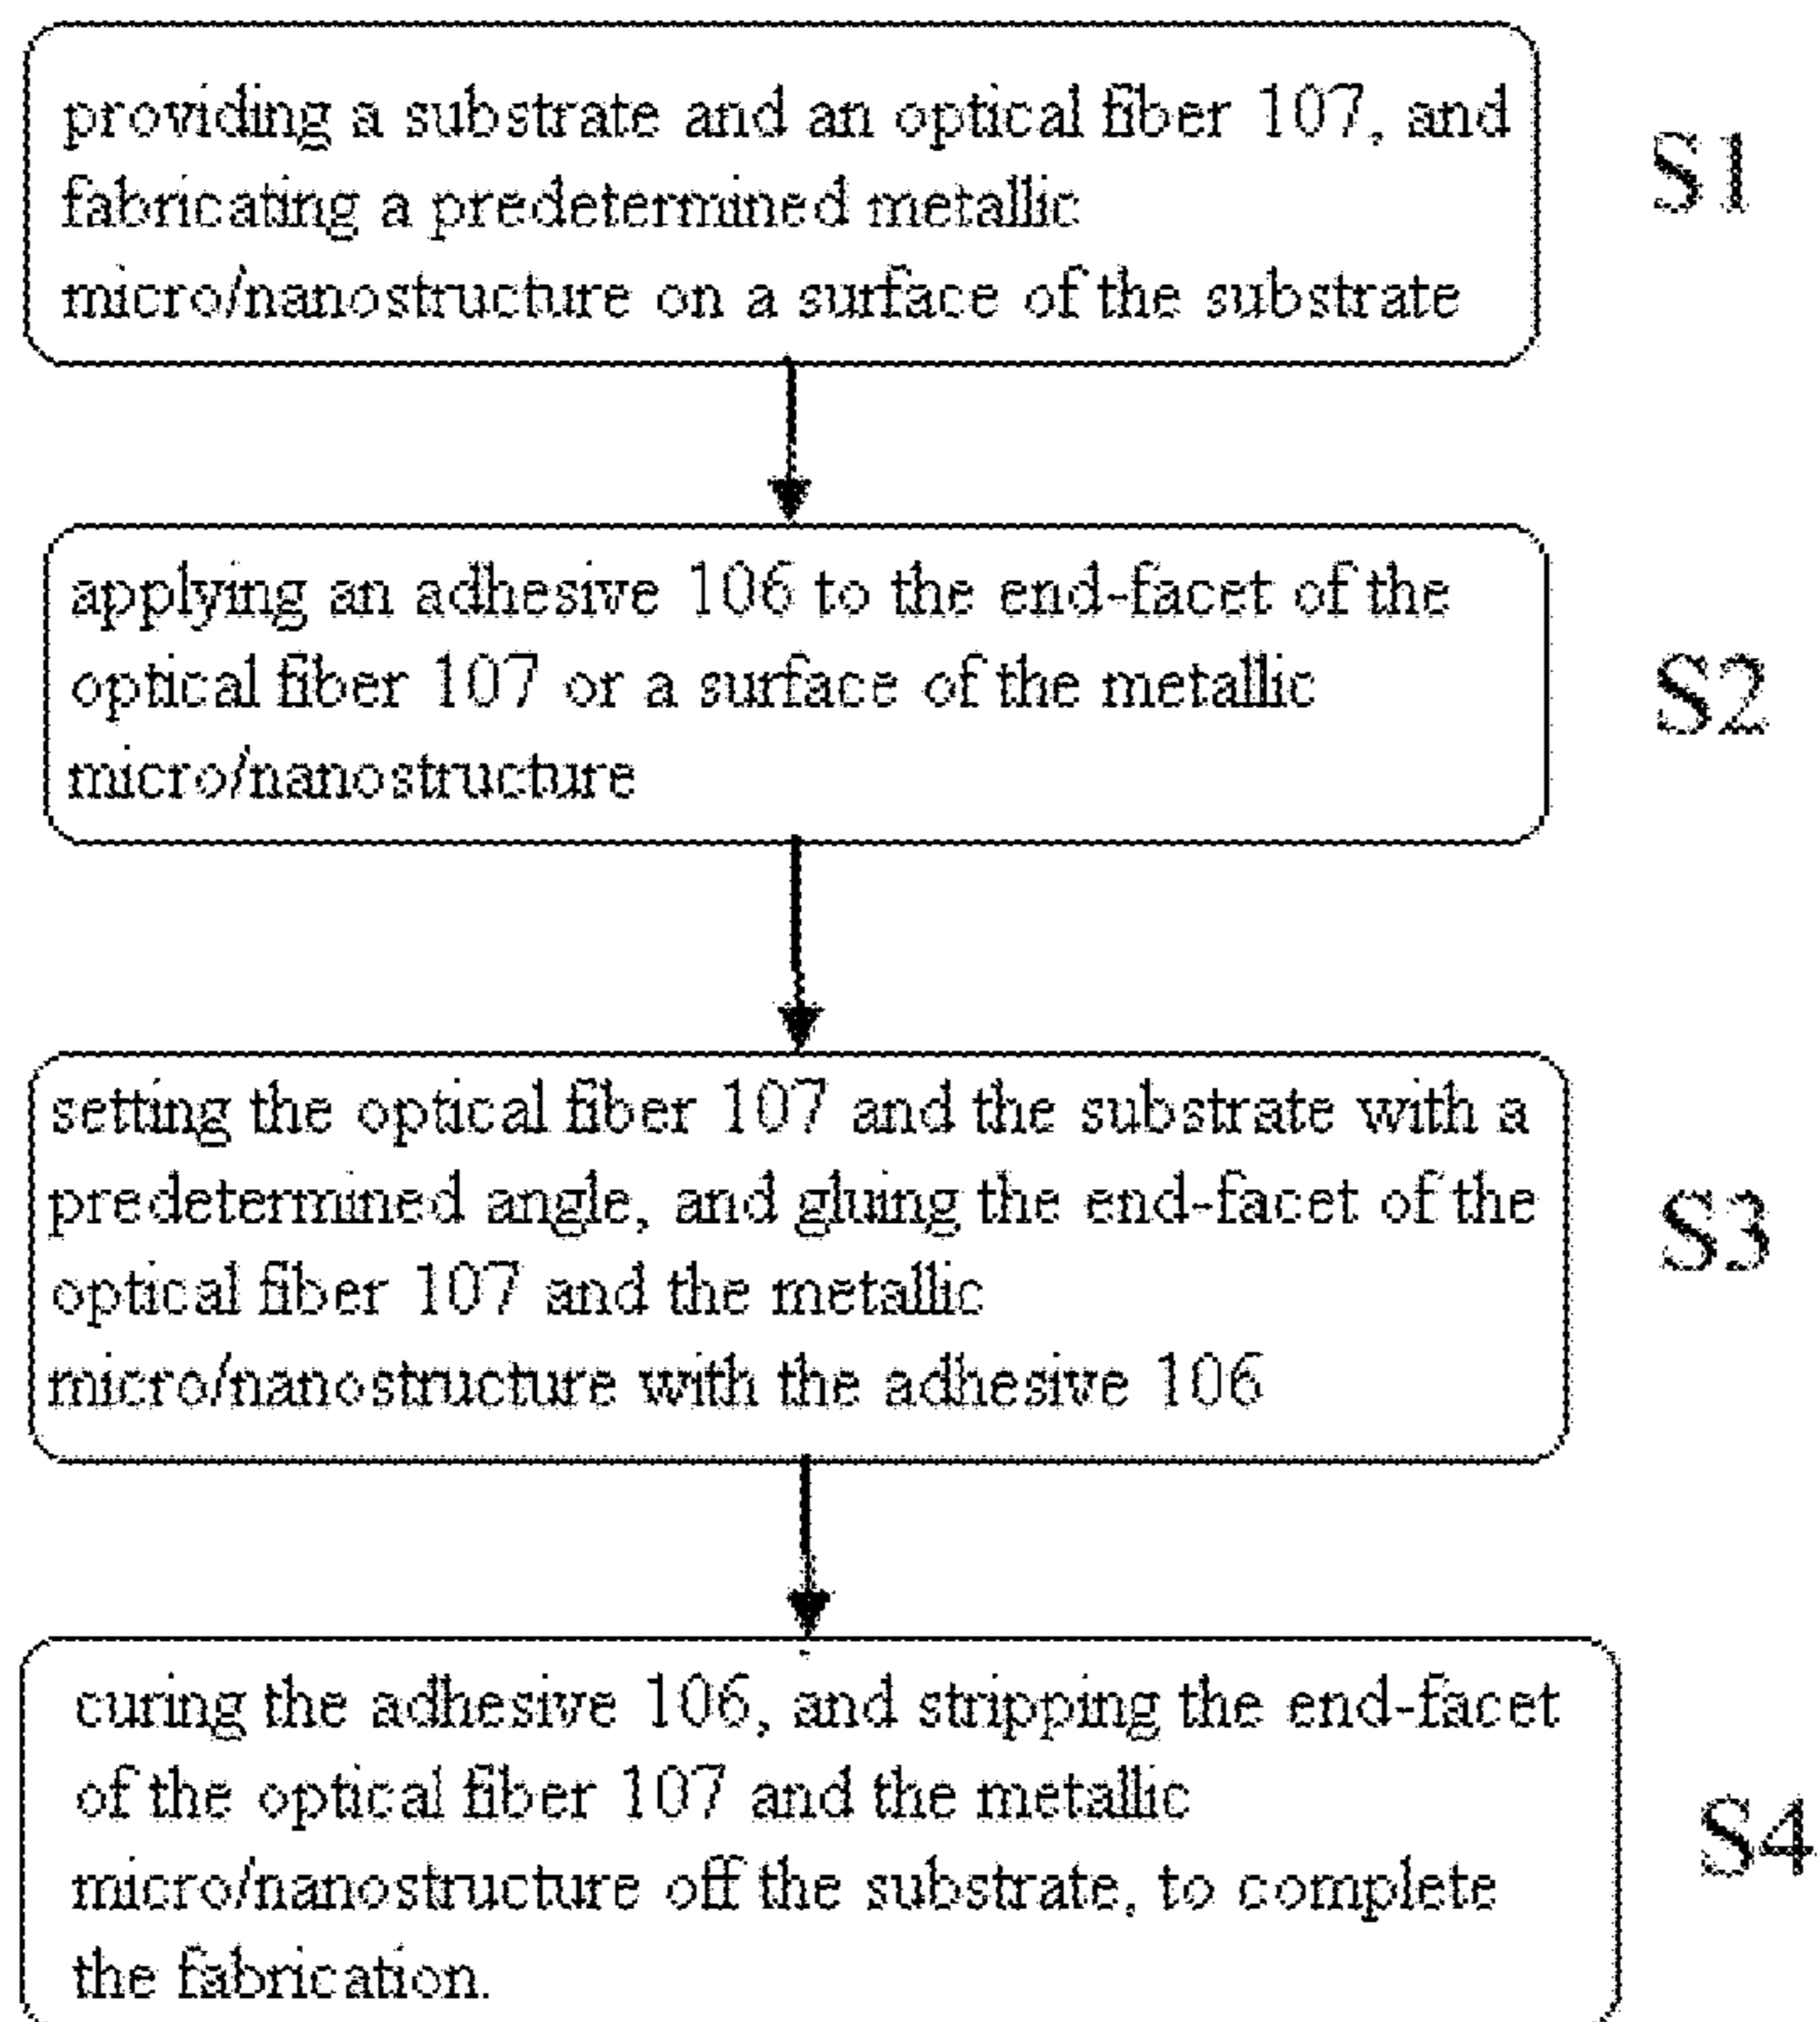 providing a substrate and an optical fiber 107, and
fabricating a predetermined metallic
micro/nanostructure on a surface of the substrate
S1
applying an adhesive 106 to the end-facet of the
optical fiber 107 or a surface of the metallic
micro/nanostructure
S2
setting the optical fiber 107 and the substrate with a
predetermined angle, and gluing the end-facet of the
optical fiber 107 and the metallic
micro/nanostructure with the adhesive 106
S3
curing the adhesive 106, and stripping the end-facet
of the optical fiber 107 and the metallic
micro/nanostructure off the substrate, to complete
the fabrication.
S4